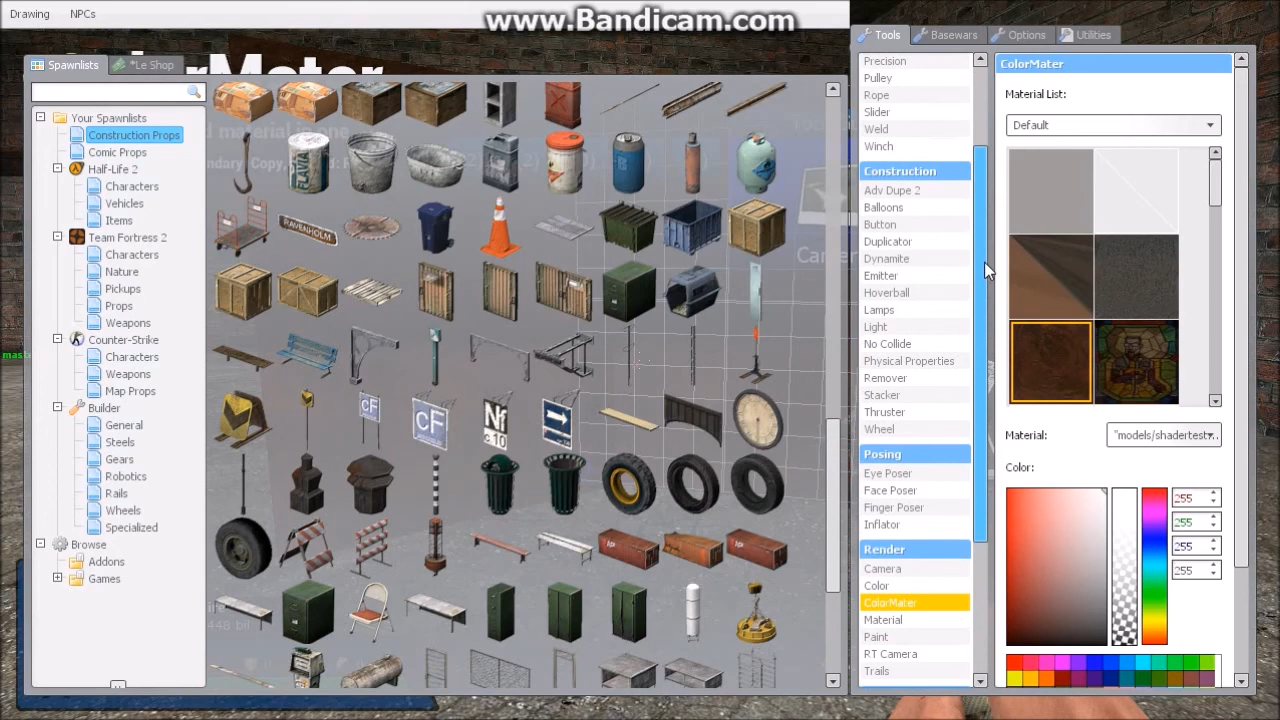 Drawing NPCs
www.Bandicam.com
Tools Basewars Options Utilities
Spawnlists *Le Shop
Your Spawnlists
Construction Props
Comic Props
Half-Life 2
Characters
Vehicles
Items
Team Fortress 2
Characters
Nature
Pickups
Props
Weapons
Counter-Strike
Characters
Weapons
Map Props
Builder
General
Steels
Gears
Robotics
Rails
Wheels
Specialized
Browse
Addons
Games
RAVENHOLM
cF
cF
Nf
c 10
Precision
Pulley
Rope
Slider
Weld
Winch
Construction
Adv Dupe 2
Balloons
Button
Duplicator
Dynamite
Emitter
Hoverball
Lamps
Light
No Collide
Physical Properties
Remover
Stacker
Thruster
Wheel
Posing
Eye Poser
Face Poser
Finger Poser
Inflator
Render
Camera
Color
ColorMater
Material
Paint
RT Camera
Trails
ColorMater
Material List:
Default
Material: "models/shadertest...
Color:
255
255
255
255